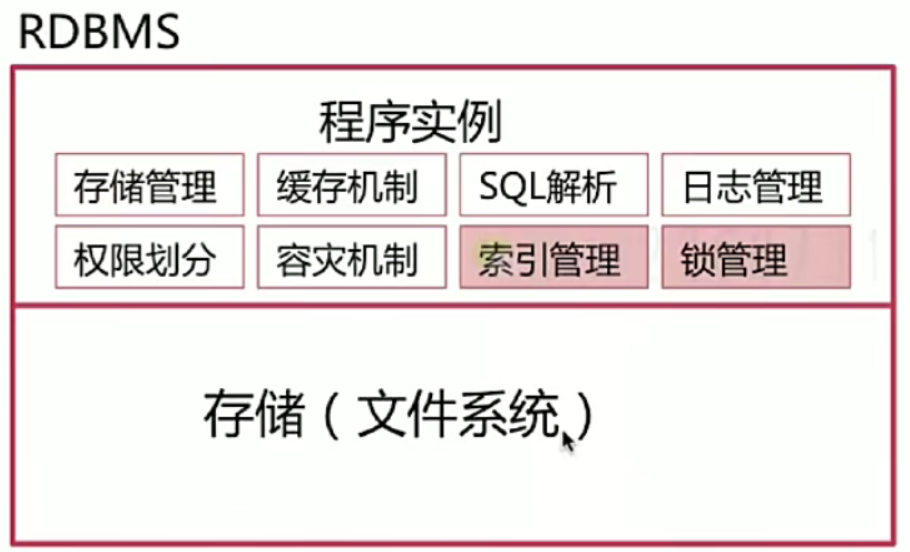 RDBMS
程序实例
存储管理 缓存机制 SQL解析 日志管理
权限划分 容灾机制 索引管理 锁管理
存储（文件系统）